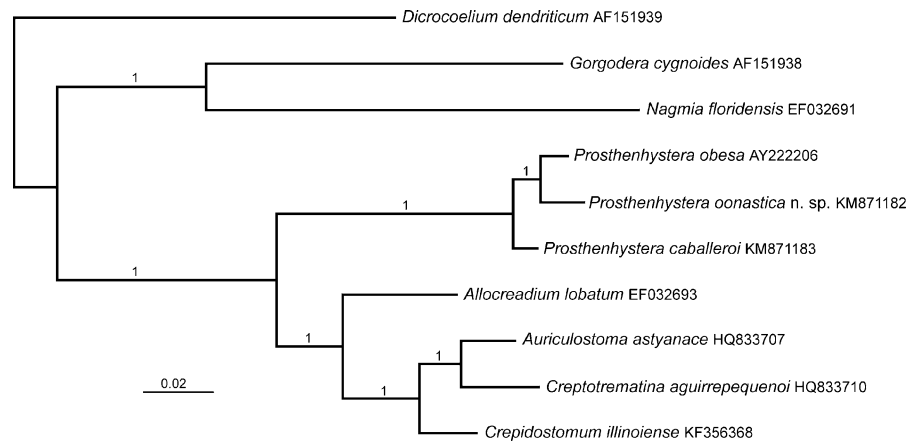 Dicrocoelium dendriticum AF151939
1
Gorgodera cygnoides AF151938
Nagmia floridensis EF032691
Prosthenhystera obesa AY222206
1
Prosthenhystera oonastica n. sp. KM871182
1
Prosthenhystera caballeroi KM871183
1
Allocreadium lobatum EF032693
1
Auriculostoma astyanace HQ833707
1
0.02
Creptotrematina aguirrepequenoi HQ833710
1
Crepidostomum illinoiense KF356368